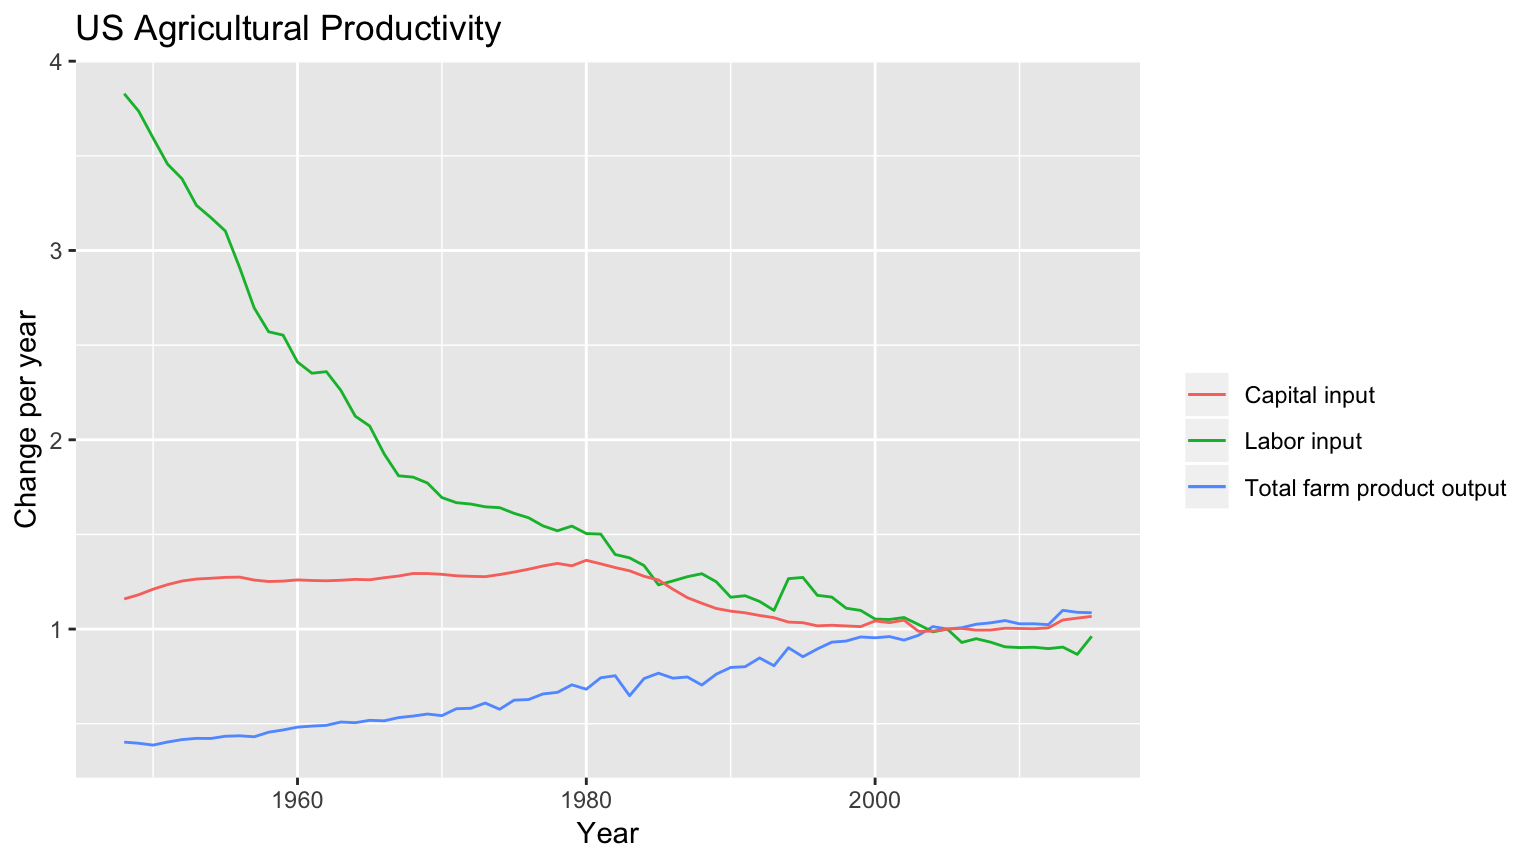 US Agricultural Productivity
4
3
2
1
Change per year
1960
1980
2000
Year
Capital input
Labor input
Total farm product output